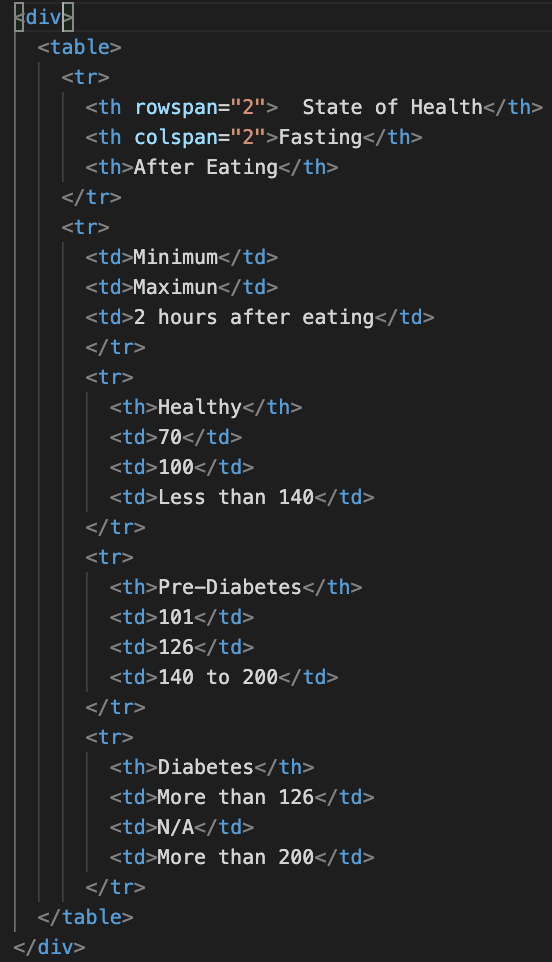 <div>
  <table>
    <tr>
      <th rowspan="2">  State of Health</th>
      <th colspan="2">Fasting</th>
      <th>After Eating</th>
    </tr>
    <tr>
      <td>Minimum</td>
      <td>Maximun</td>
      <td>2 hours after eating</td>
      </tr>
      <tr>
        <th>Healthy</th>
        <td>70</td>
        <td>100</td>
        <td>Less than 140</td>
      </tr>
      <tr>
        <th>Pre-Diabetes</th>
        <td>101</td>
        <td>126</td>
        <td>140 to 200</td>
      </tr>
      <tr>
        <th>Diabetes</th>
        <td>More than 126</td>
        <td>N/A</td>
        <td>More than 200</td>
      </tr>
  </table>
</div>